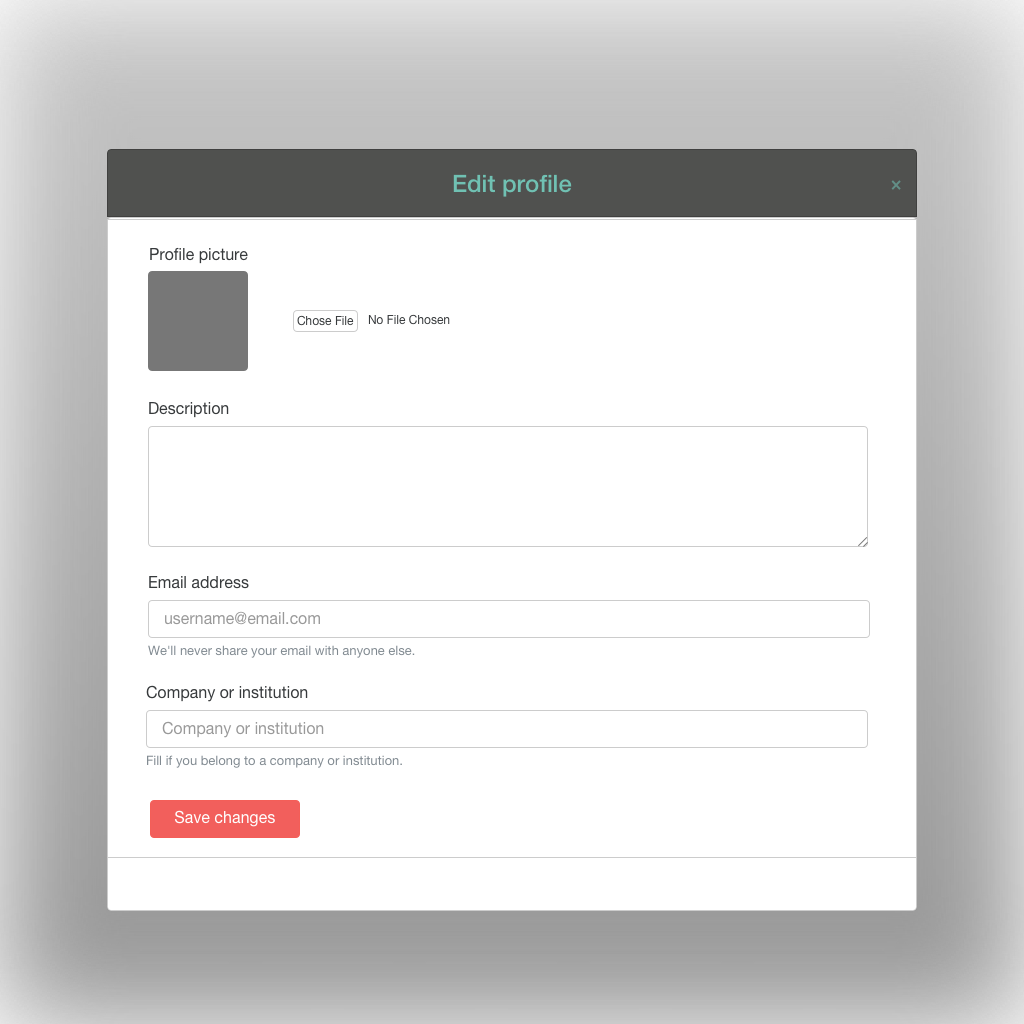 Edit profile
×
Profile picture
Chose File No File Chosen
Description
Email address
username@email.com
We'll never share your email with anyone else.
Company or institution
Company or institution
Fill if you belong to a company or institution.
Save changes